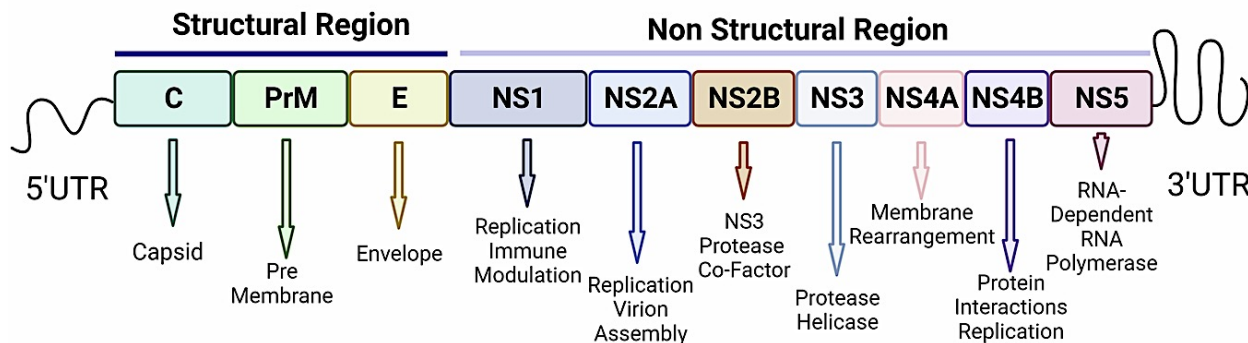 Structural Region
Non Structural Region
C
PrM
E
NS1
NS2A
NS2B
NS3
NS4A
NS4B
NS5
5'UTR
3'UTR
Capsid
Pre
Membrane
Envelope
Replication
Immune
Modulation
Replication
Virion
Assembly
NS3
Protease
Co-Factor
Protease
Helicase
Membrane
Rearrangement
Protein
Interactions
Replication
RNA-
Dependent
RNA
Polymerase